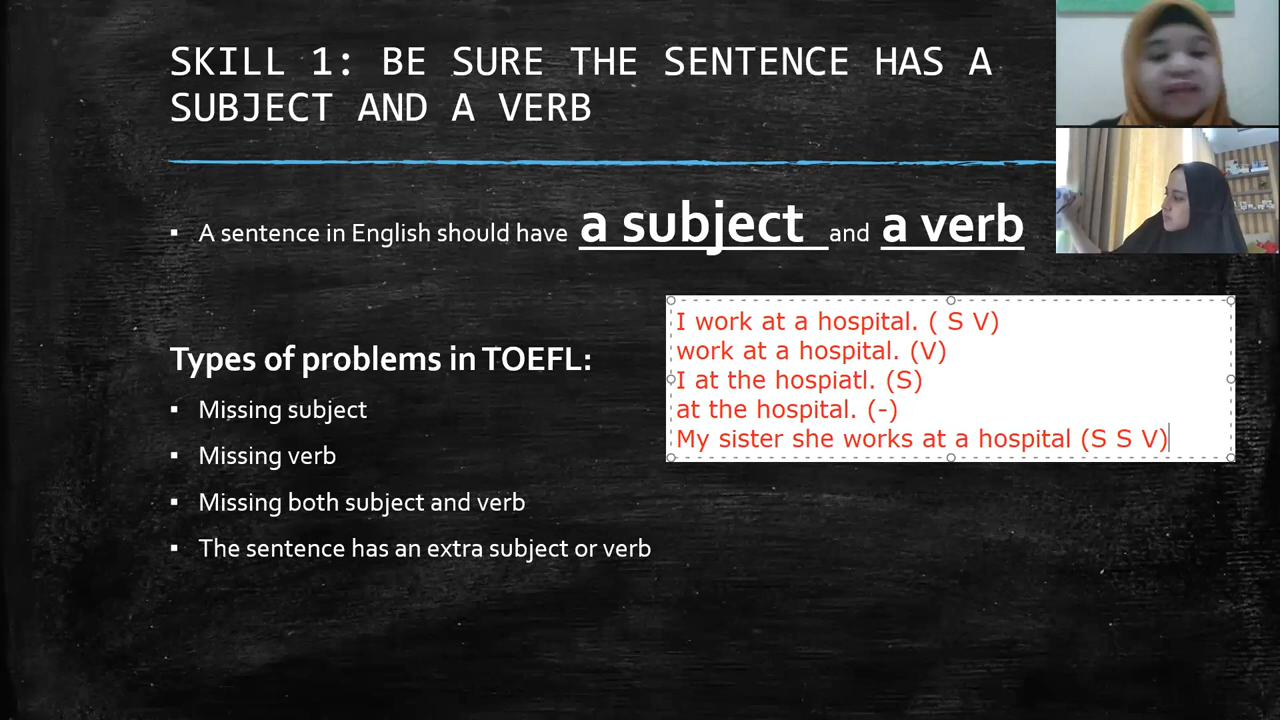 SKILL 1: BE SURE THE SENTENCE HAS A
SUBJECT AND A VERB
▪ A sentence in English should have a subject and a verb
Types of problems in TOEFL:
▪ Missing subject
▪ Missing verb
▪ Missing both subject and verb
▪ The sentence has an extra subject or verb
I work at a hospital. ( S V)
work at a hospital. (V)
I at the hospiatl. (S)
at the hospital. (-)
My sister she works at a hospital (S S V)